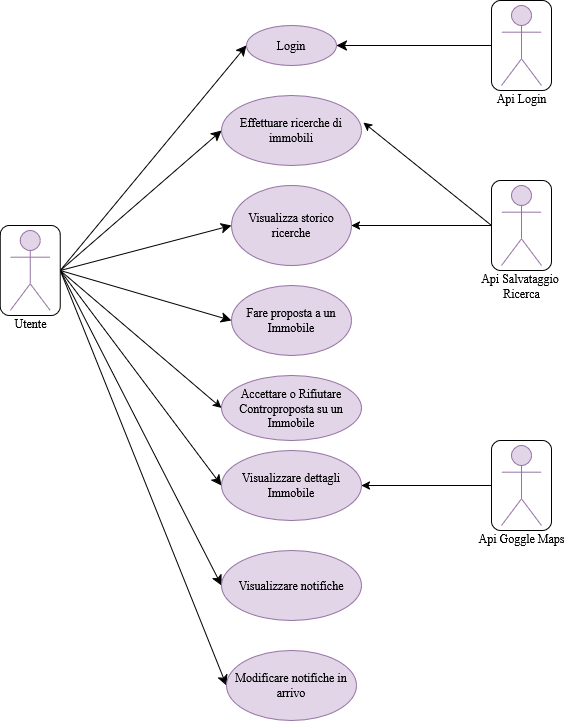 Login
Api Login
Effettuare ricerche di
immobili
Visualizza storico
ricerche
Api Salvataggio
Ricerca
Utente
Fare proposta a un
Immobile
Accettare o Rifiutare
Controproposta su un
Immobile
Visualizzare dettagli
Immobile
Api Goggle Maps
Visualizzare notifiche
Modificare notifiche in
arrivo